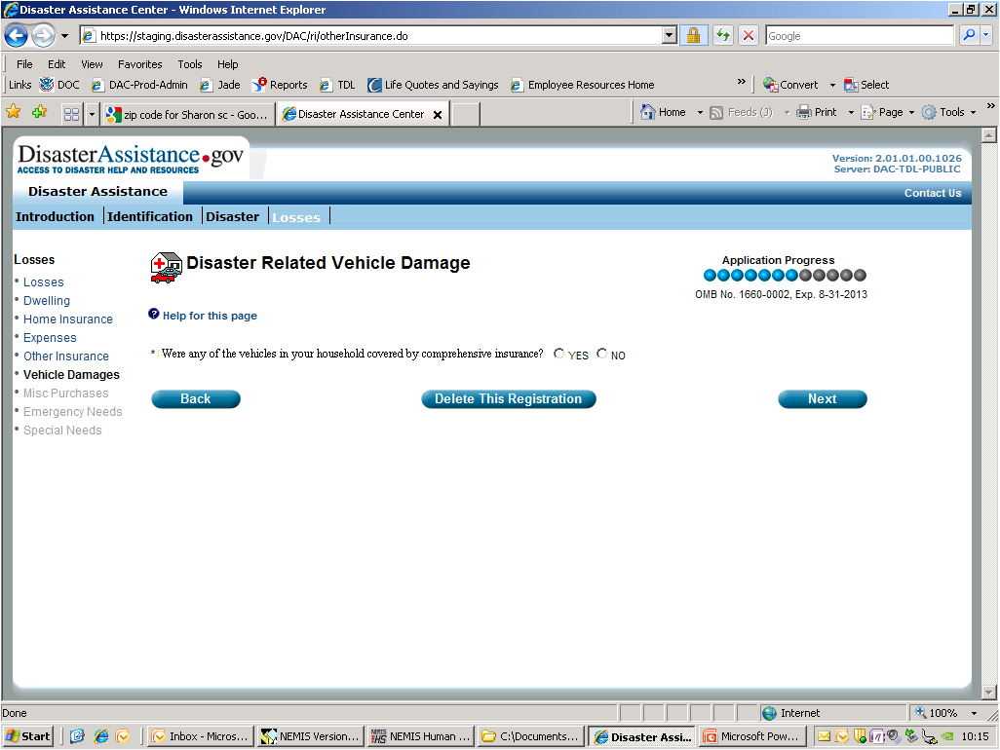 Disaster Assistance Center - Windows Internet Explorer
https://staging.disasterassistance.gov/DAC/ri/otherInsurance.do
Google
File Edit View Favorites Tools Help
Links DOC DAC-Prod-Admin Jade Reports TDL Life Quotes and Sayings Employee Resources Home » Convert Select
zip code for Sharon sc - Goo... Disaster Assistance Center Home Feeds (J) Print Page Tools »
DisasterAssistance.gov
ACCESS TO DISASTER HELP AND RESOURCES
Version: 2.01.01.00.1026
Server: DAC-TDL-PUBLIC
Disaster Assistance
Contact Us
Introduction Identification Disaster Losses
Losses
• Losses
• Dwelling
• Home Insurance
• Expenses
• Other Insurance
• Vehicle Damages
• Misc Purchases
• Emergency Needs
• Special Needs
Disaster Related Vehicle Damage
Application Progress
OMB No. 1660-0002, Exp. 8-31-2013
? Help for this page
* Were any of the vehicles in your household covered by comprehensive insurance? YES NO
Back Delete This Registration Next
Done Internet 100%
Start Inbox - Micros... NEMIS Version... NEMIS Human ... C:\Documents... Disaster Assi... Microsoft Pow... 10:15